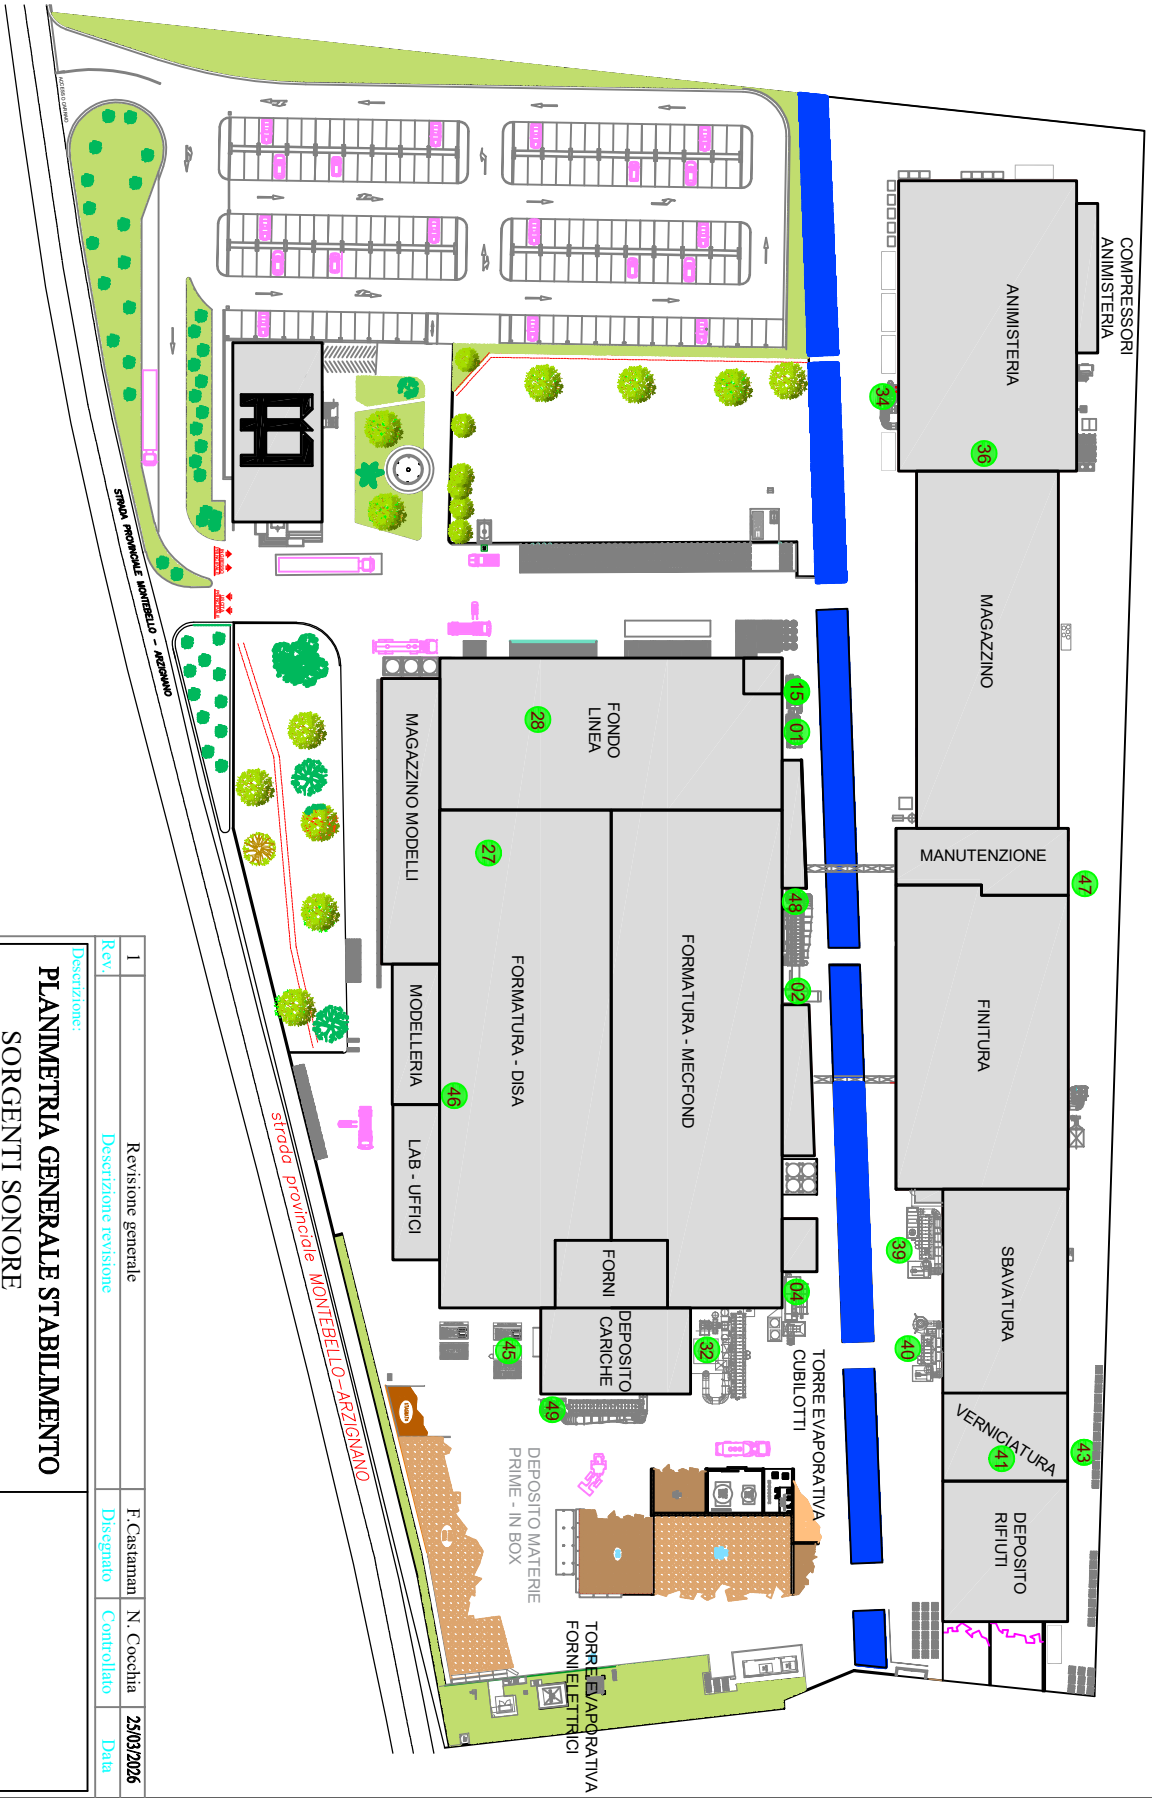 COMPRESSORI
ANIMISTERIA
ANIMISTERIA
34
36
MAGAZZINO
MANUTENZIONE
47
FINITURA
39
SBAVATURA
40
VERNICIATURA
41
43
DEPOSITO
RIFIUTI
15
01
FONDO
LINEA
28
27
48
02
FORMATURA - MECFOND
FORMATURA - DISA
MAGAZZINO MODELLI
MODELLERIA
46
LAB - UFFICI
FORNI
04
DEPOSITO
CARICHE
32
45
49
TORRE EVAPORATIVA
CUBILOTTI
DEPOSITO MATERIE
PRIME - IN BOX
TORRE EVAPORATIVA
FORNI ELETTRICI
STRADA PROVINCIALE MONTEBELLO - ARZIGNANO
strada provinciale MONTEBELLO-ARZIGNANO
1
Revisione generale
F.Castaman
N. Cocchia
25/03/2026
Rev.
Descrizione revisione
Disegnato
Controllato
Data
Descrizione:
PLANIMETRIA GENERALE STABILIMENTO
SORGENTI SONORE